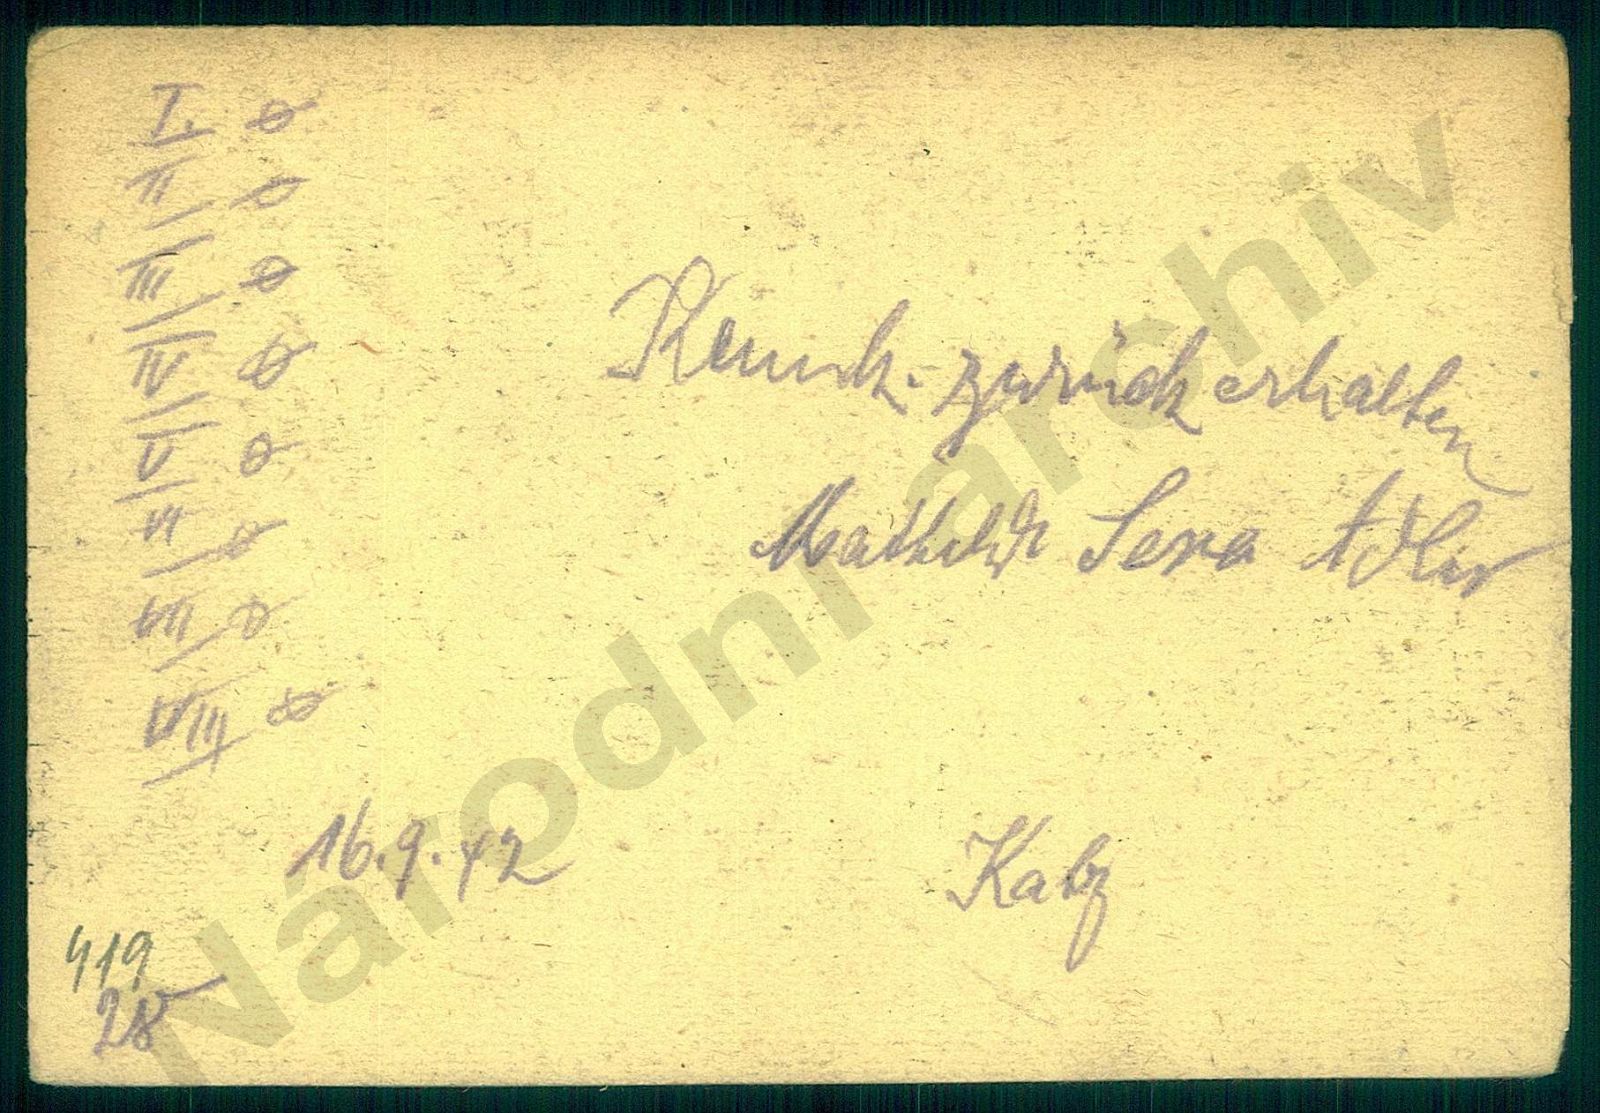 I. ø
II ø
III ø
IV ø
V ø
VI ø
VII ø
VIII ø
Kennk. zurück erhalten
Mathilde Sara Adler
16.9.42
Katz
419
28
Národní archiv